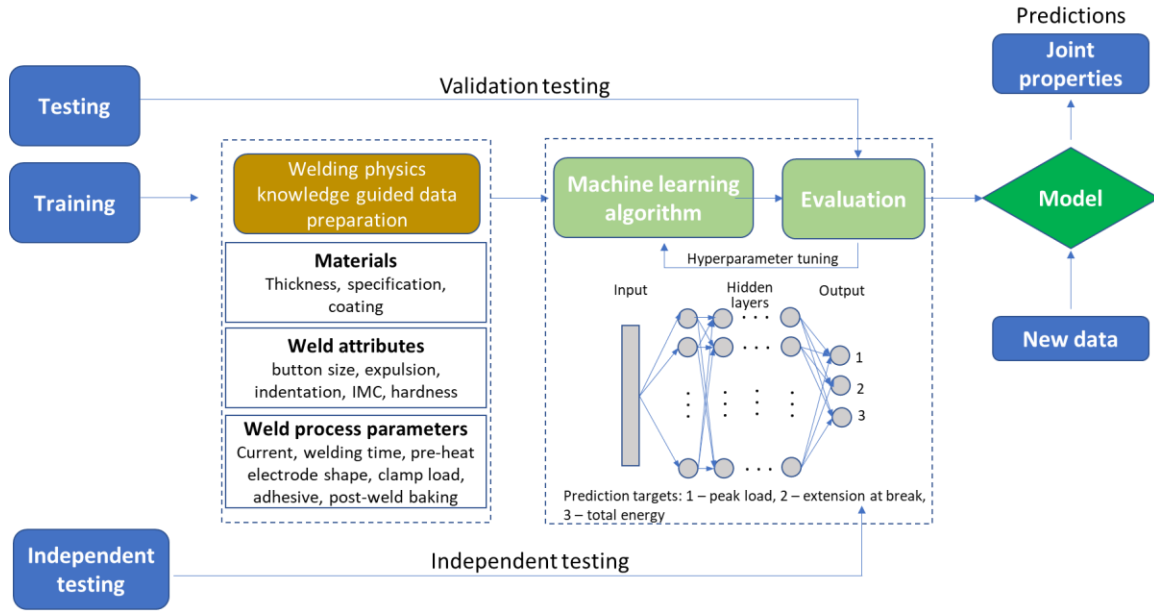 Predictions
Joint
properties
Testing
Validation testing
Training
Welding physics
knowledge guided data
preparation
Machine learning
algorithm
Evaluation
Model
Hyperparameter tuning
Materials
Thickness, specification,
coating
Input
Hidden
layers
Output
New data
Weld attributes
button size, expulsion,
indentation, IMC, hardness
1
2
3
Weld process parameters
Current, welding time, pre-heat
electrode shape, clamp load,
adhesive, post-weld baking
Prediction targets: 1 – peak load, 2 – extension at break,
3 – total energy
Independent
testing
Independent testing